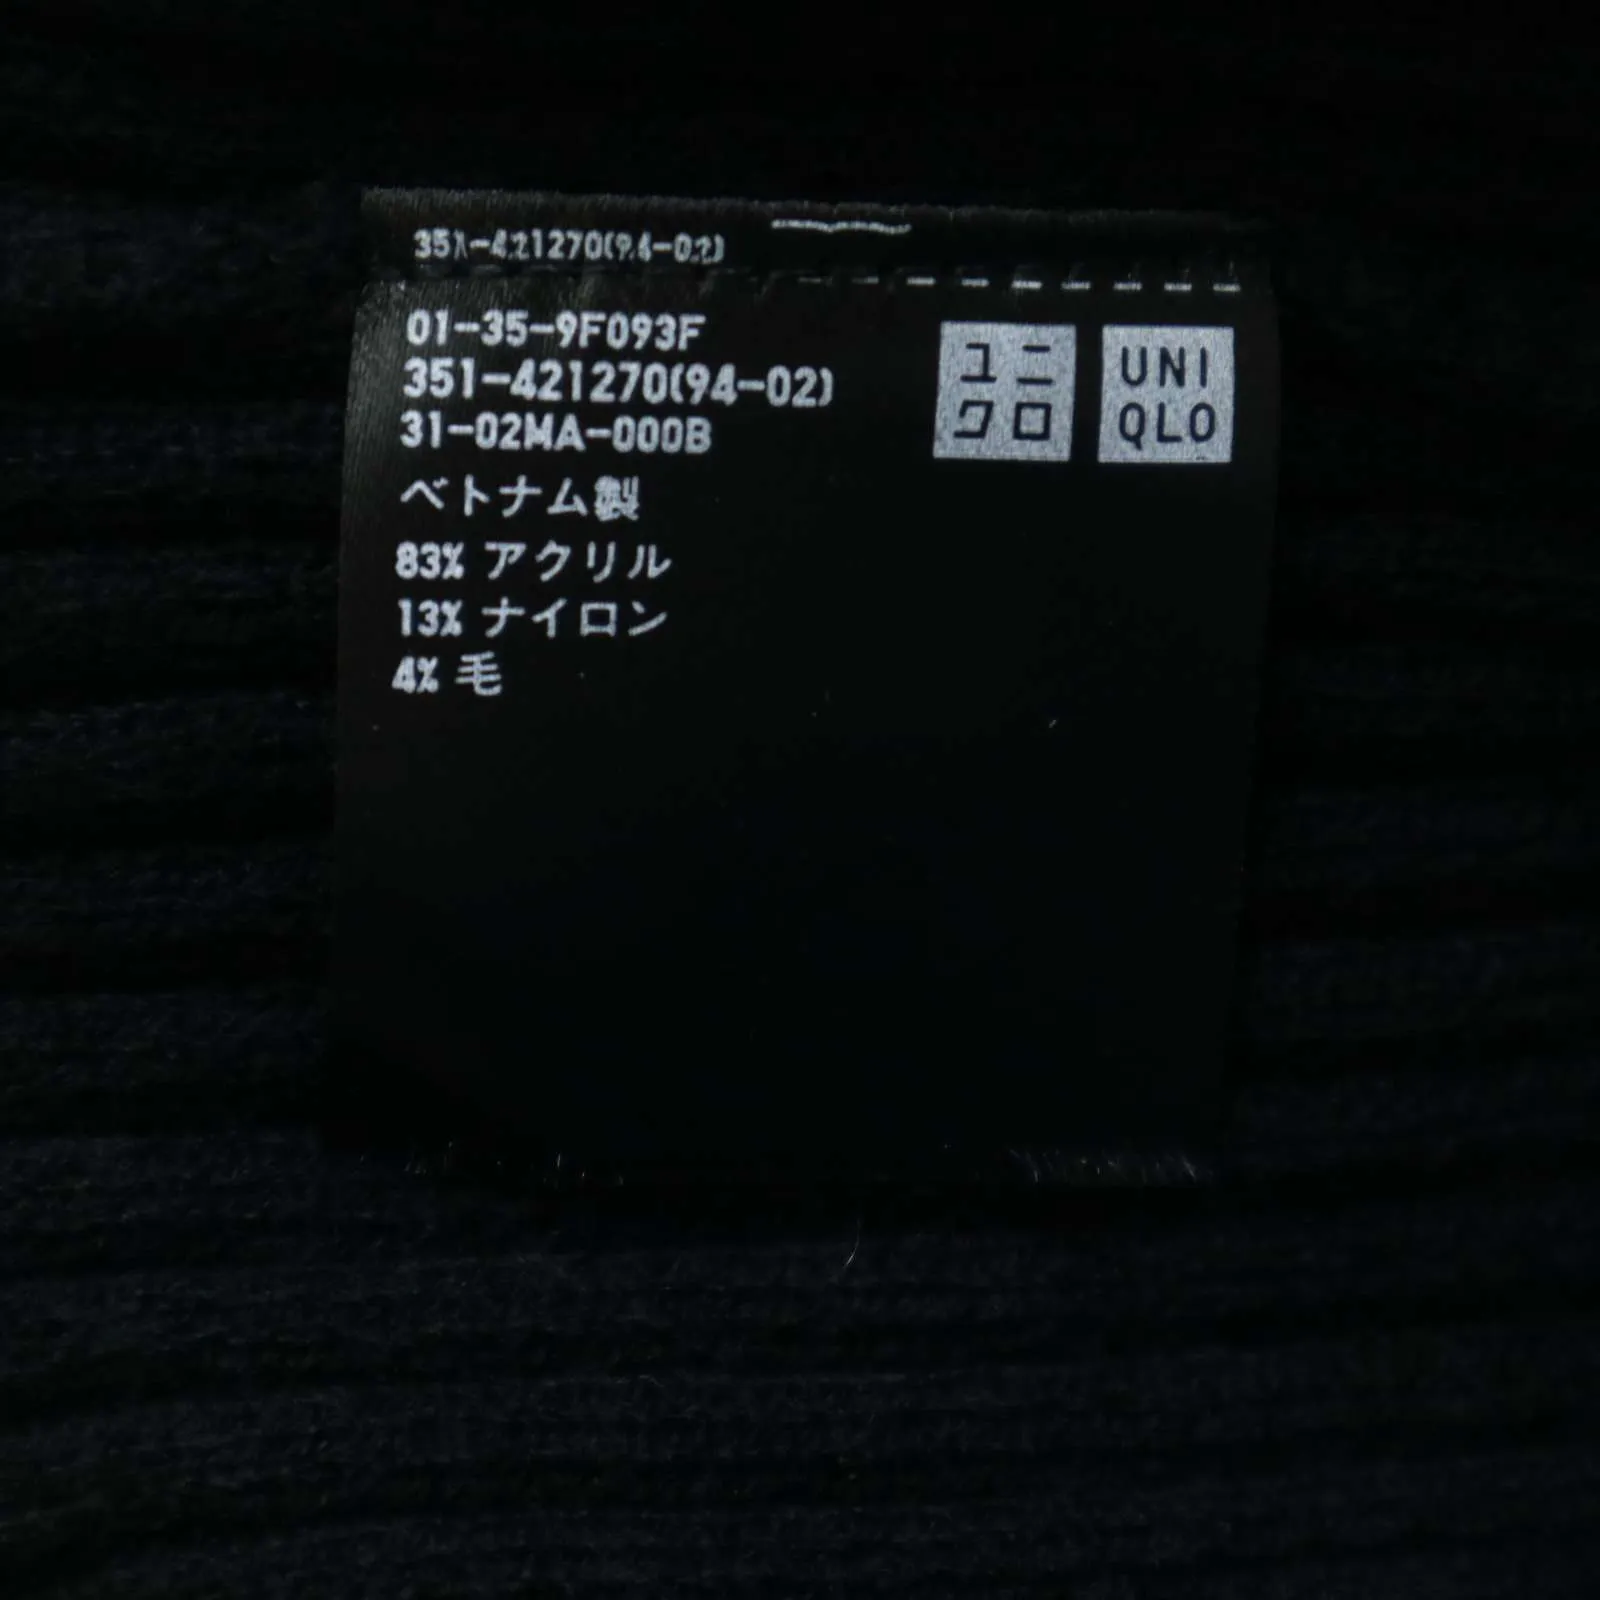 351-421270(94-02)
01-35-9F093F
351-421270(94-02)
31-02MA-000B
ベトナム製
83% アクリル
13% ナイロン
4% 毛
ユニ
クロ
UNI
QLO